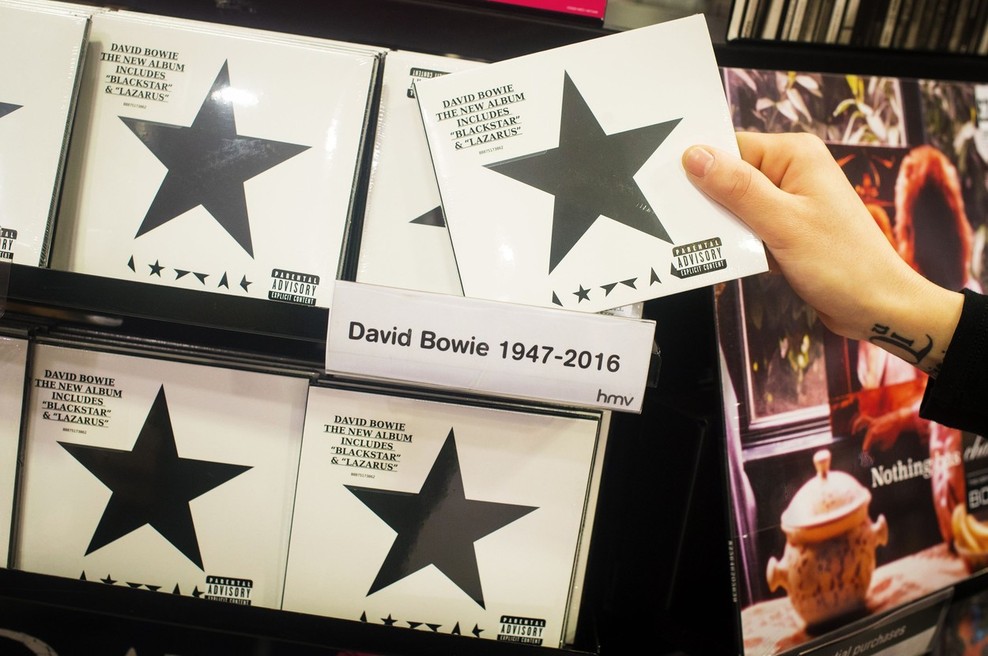 DAVID BOWIE
THE NEW ALBUM
INCLUDES
"BLACKSTAR"
& "LAZARUS"
PARENTAL
ADVISORY
EXPLICIT CONTENT
DAVID BOWIE
THE NEW ALBUM
INCLUDES
"BLACKSTAR"
& "LAZARUS"
PARENTAL
ADVISORY
EXPLICIT CONTENT
David Bowie 1947-2016
hmv
DAVID BOWIE
THE NEW ALBUM
INCLUDES
"BLACKSTAR"
& "LAZARUS"
PARENTAL
ADVISORY
EXPLICIT CONTENT
DAVID BOWIE
THE NEW ALBUM
INCLUDES
"BLACKSTAR"
& "LAZARUS"
PARENTAL
ADVISORY
EXPLICIT CONTENT
Nothing
purchases